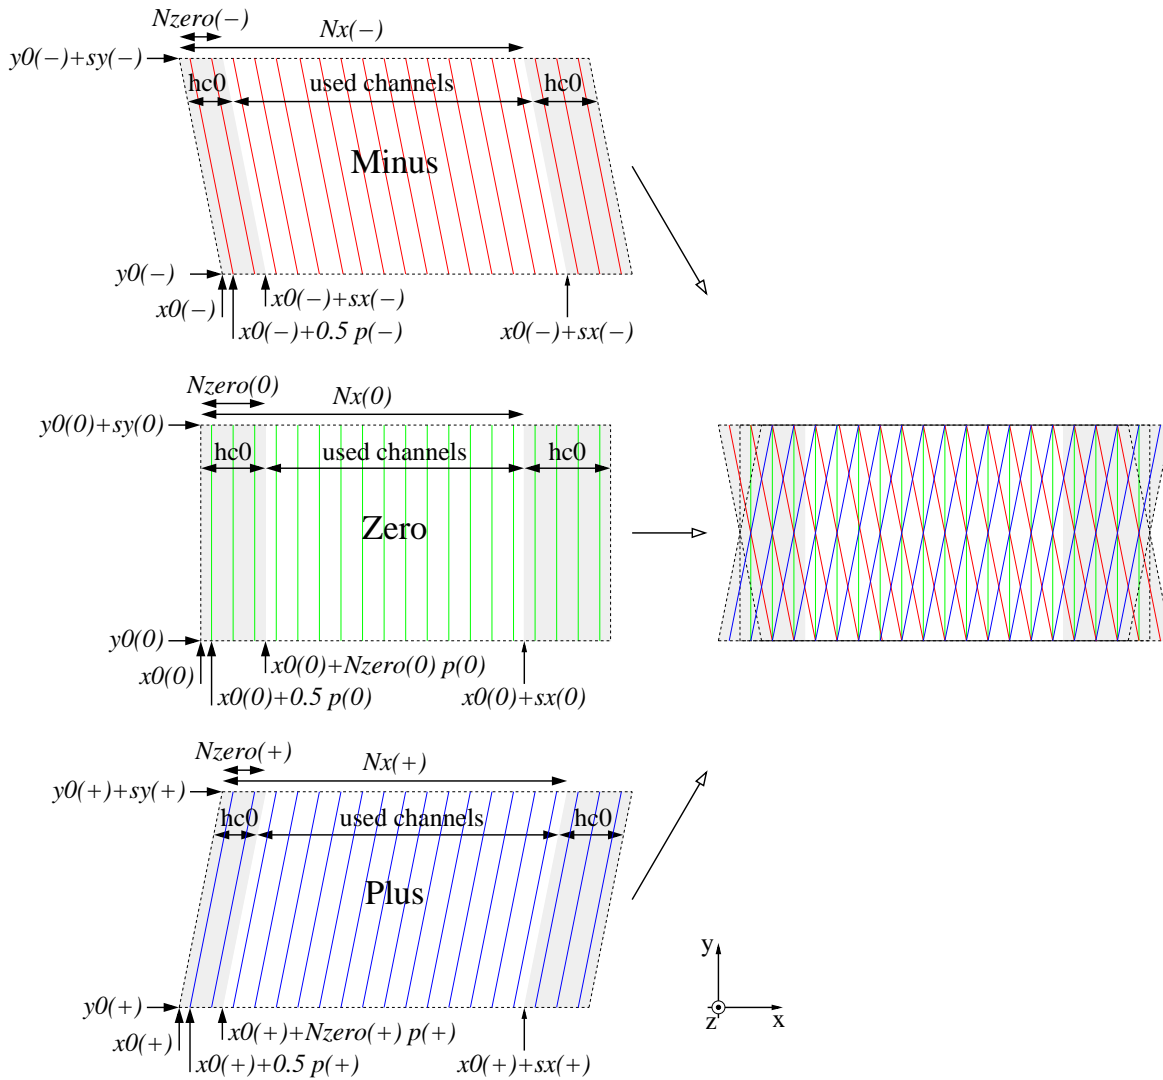 Nzero(−)
Nx(−)
y0(−)+sy(−)
hc0 used channels hc0
Minus
y0(−)
x0(−)
x0(−)+sx(−)
x0(−)+0.5 p(−)
x0(−)+sx(−)
Nzero(0)
Nx(0)
y0(0)+sy(0)
hc0 used channels hc0
Zero
y0(0)
x0(0)
x0(0)+Nzero(0) p(0)
x0(0)+0.5 p(0)
x0(0)+sx(0)
Nzero(+)
Nx(+)
y0(+)+sy(+)
hc0 used channels hc0
Plus
y0(+)
x0(+)
x0(+)+Nzero(+) p(+)
x0(+)+0.5 p(+)
x0(+)+sx(+)
y
z
x